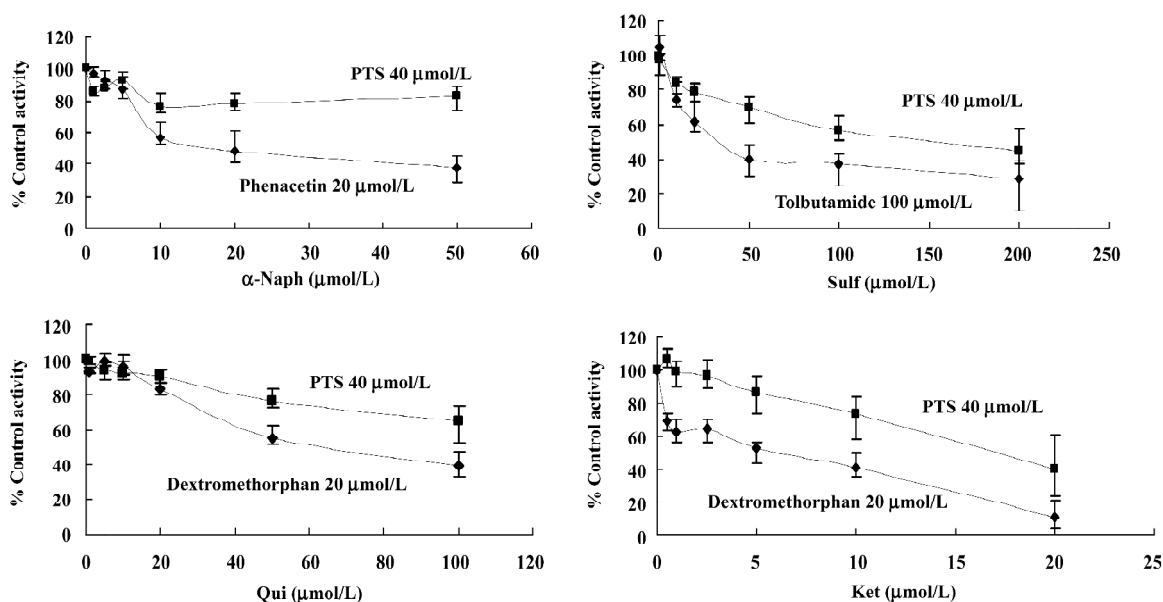 120
100
80
60
40
20
0
% Control activity
PTS 40 μmol/L
Phenacetin 20 μmol/L
0 10 20 30 40 50 60
α-Naph (μmol/L)
120
100
80
60
40
20
0
% Control activity
PTS 40 μmol/L
Tolbutamide 100 μmol/L
0 50 100 150 200 250
Sulf (μmol/L)
120
100
80
60
40
20
0
% Control activity
PTS 40 μmol/L
Dextromethorphan 20 μmol/L
0 20 40 60 80 100 120
Qui (μmol/L)
120
100
80
60
40
20
0
% Control activity
PTS 40 μmol/L
Dextromethorphan 20 μmol/L
0 5 10 15 20 25
Ket (μmol/L)